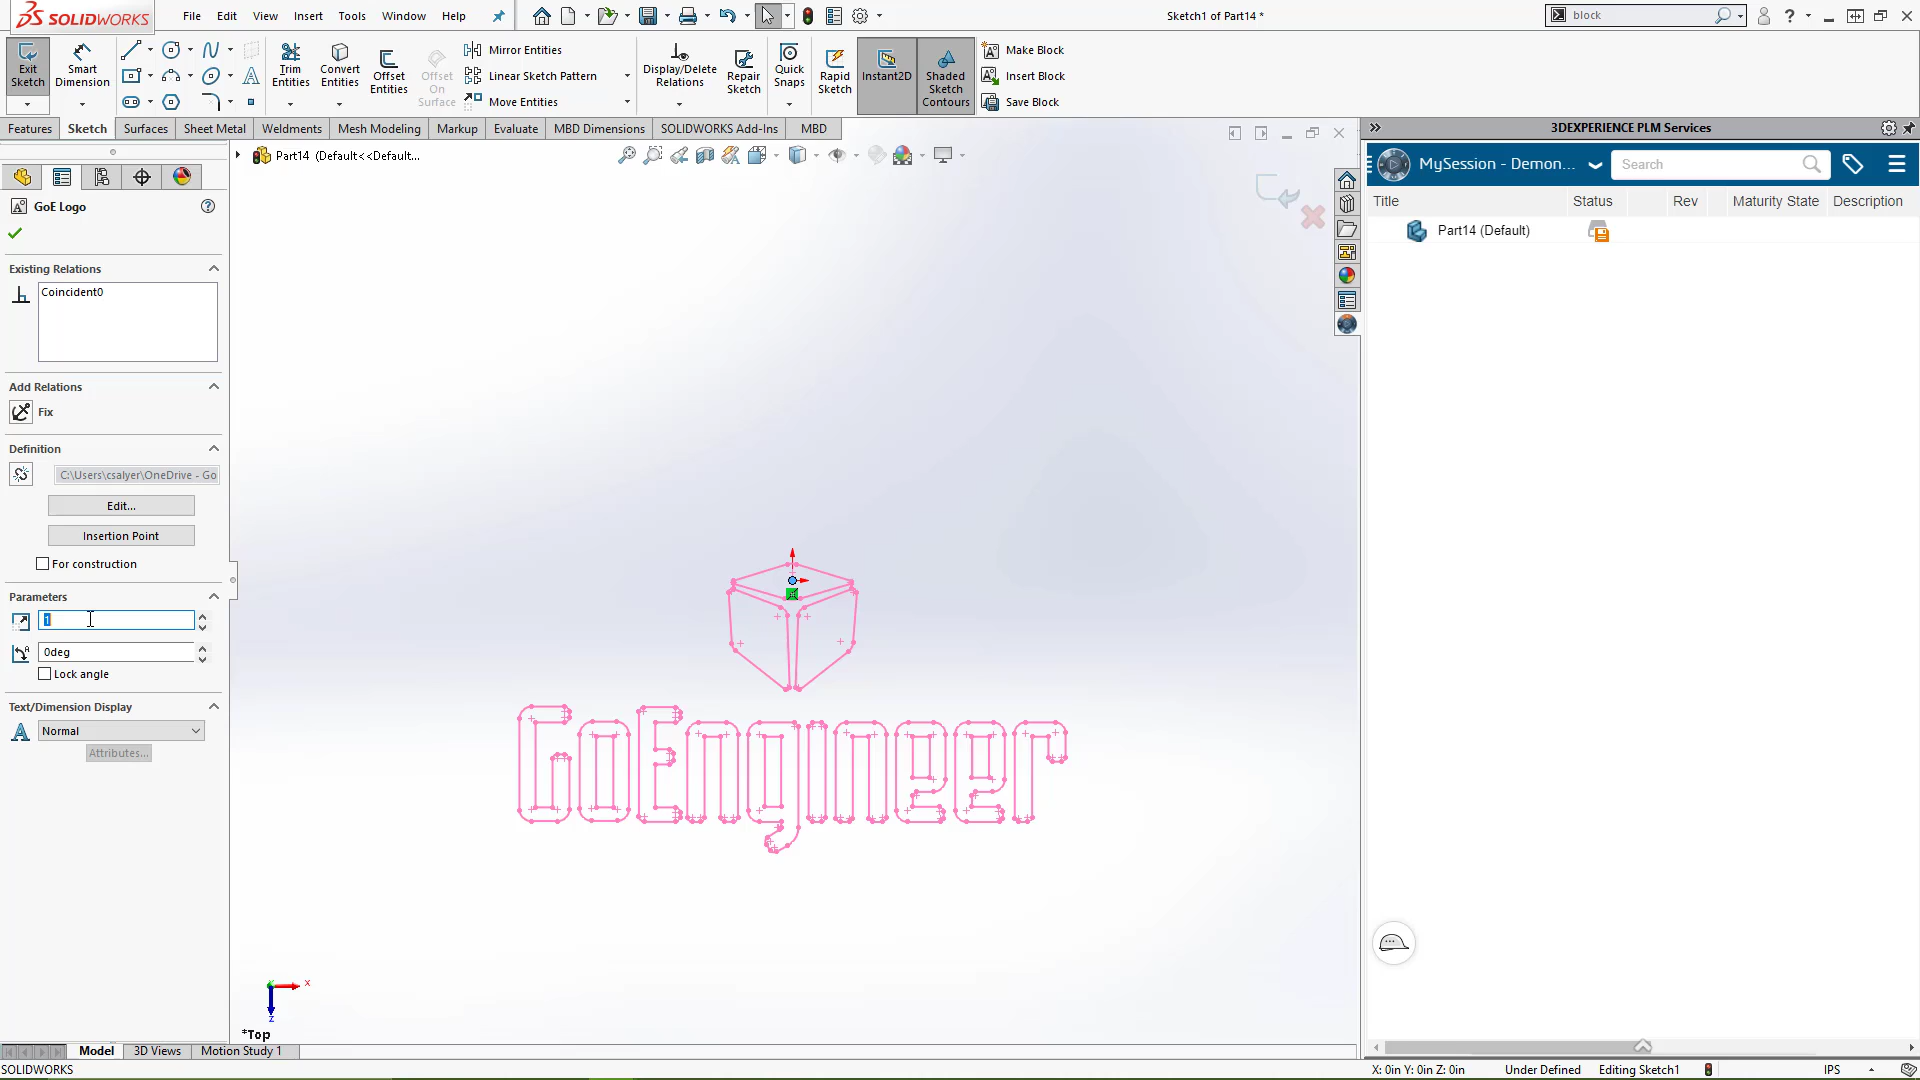 SOLIDWORKS
File Edit View Insert Tools Window Help
Sketch1 of Part14 *
block
Exit Sketch
Smart Dimension
Trim Entities
Convert Entities
Offset Entities
Offset On Surface
Mirror Entities
Linear Sketch Pattern
Move Entities
Display/Delete Relations
Repair Sketch
Quick Snaps
Rapid Sketch
Instant2D
Shaded Sketch Contours
Make Block
Insert Block
Save Block
Features Sketch Surfaces Sheet Metal Weldments Mesh Modeling Markup Evaluate MBD Dimensions SOLIDWORKS Add-Ins MBD
3DEXPERIENCE PLM Services
Part14 (Default<<Default...
MySession - Demon...
Search
Title Status Rev Maturity State Description
Part14 (Default)
GoE Logo
Existing Relations
Coincident0
Add Relations
Fix
Definition
C:\Users\csalyer\OneDrive - Go
Edit...
Insertion Point
For construction
Parameters
1
0deg
Lock angle
Text/Dimension Display
Normal
Attributes...
GoEngineer
x
z
*Top
Model 3D Views Motion Study 1
SOLIDWORKS
X: 0in Y: 0in Z: 0in Under Defined Editing Sketch1 IPS